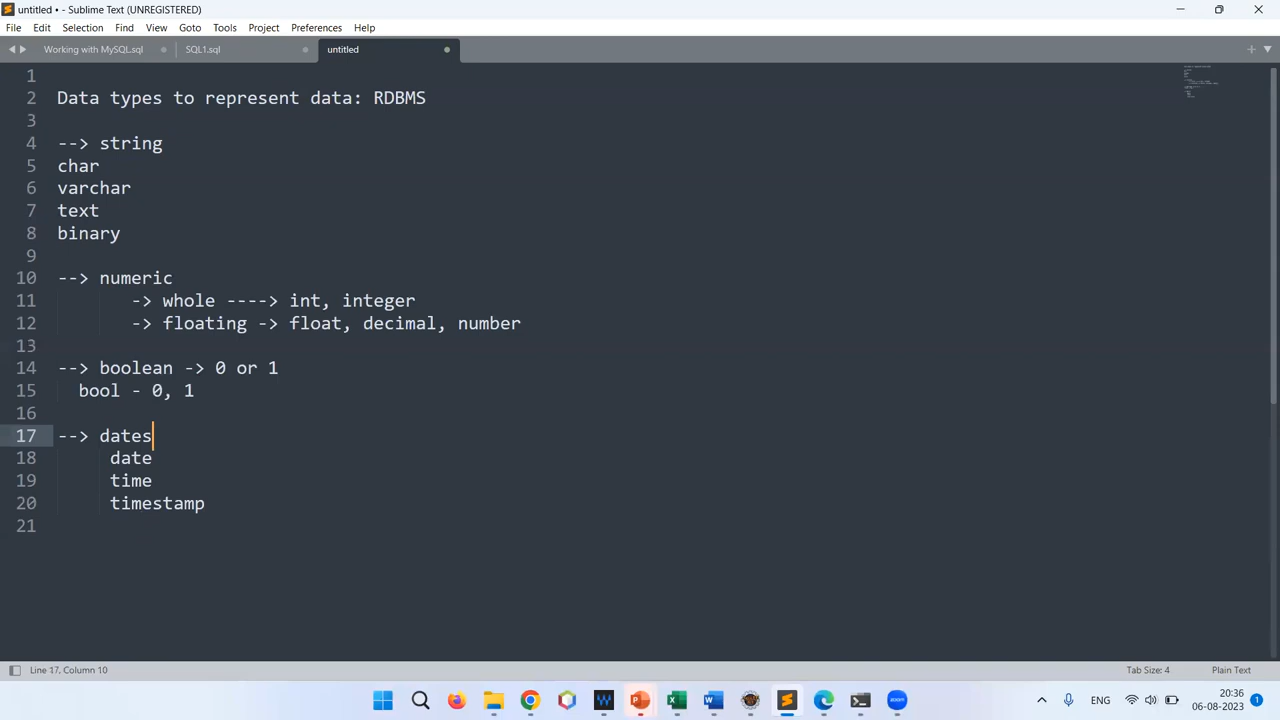 untitled • - Sublime Text (UNREGISTERED)
File Edit Selection Find View Goto Tools Project Preferences Help
Working with MySQL.sql SQL1.sql untitled
1
2 Data types to represent data: RDBMS
3
4 --> string
5 char
6 varchar
7 text
8 binary
9
10 --> numeric
11 -> whole ----> int, integer
12 -> floating -> float, decimal, number
13
14 --> boolean -> 0 or 1
15 bool - 0, 1
16
17 --> dates
18 date
19 time
20 timestamp
21
Line 17, Column 10 Tab Size: 4 Plain Text
ENG 20:36
06-08-2023